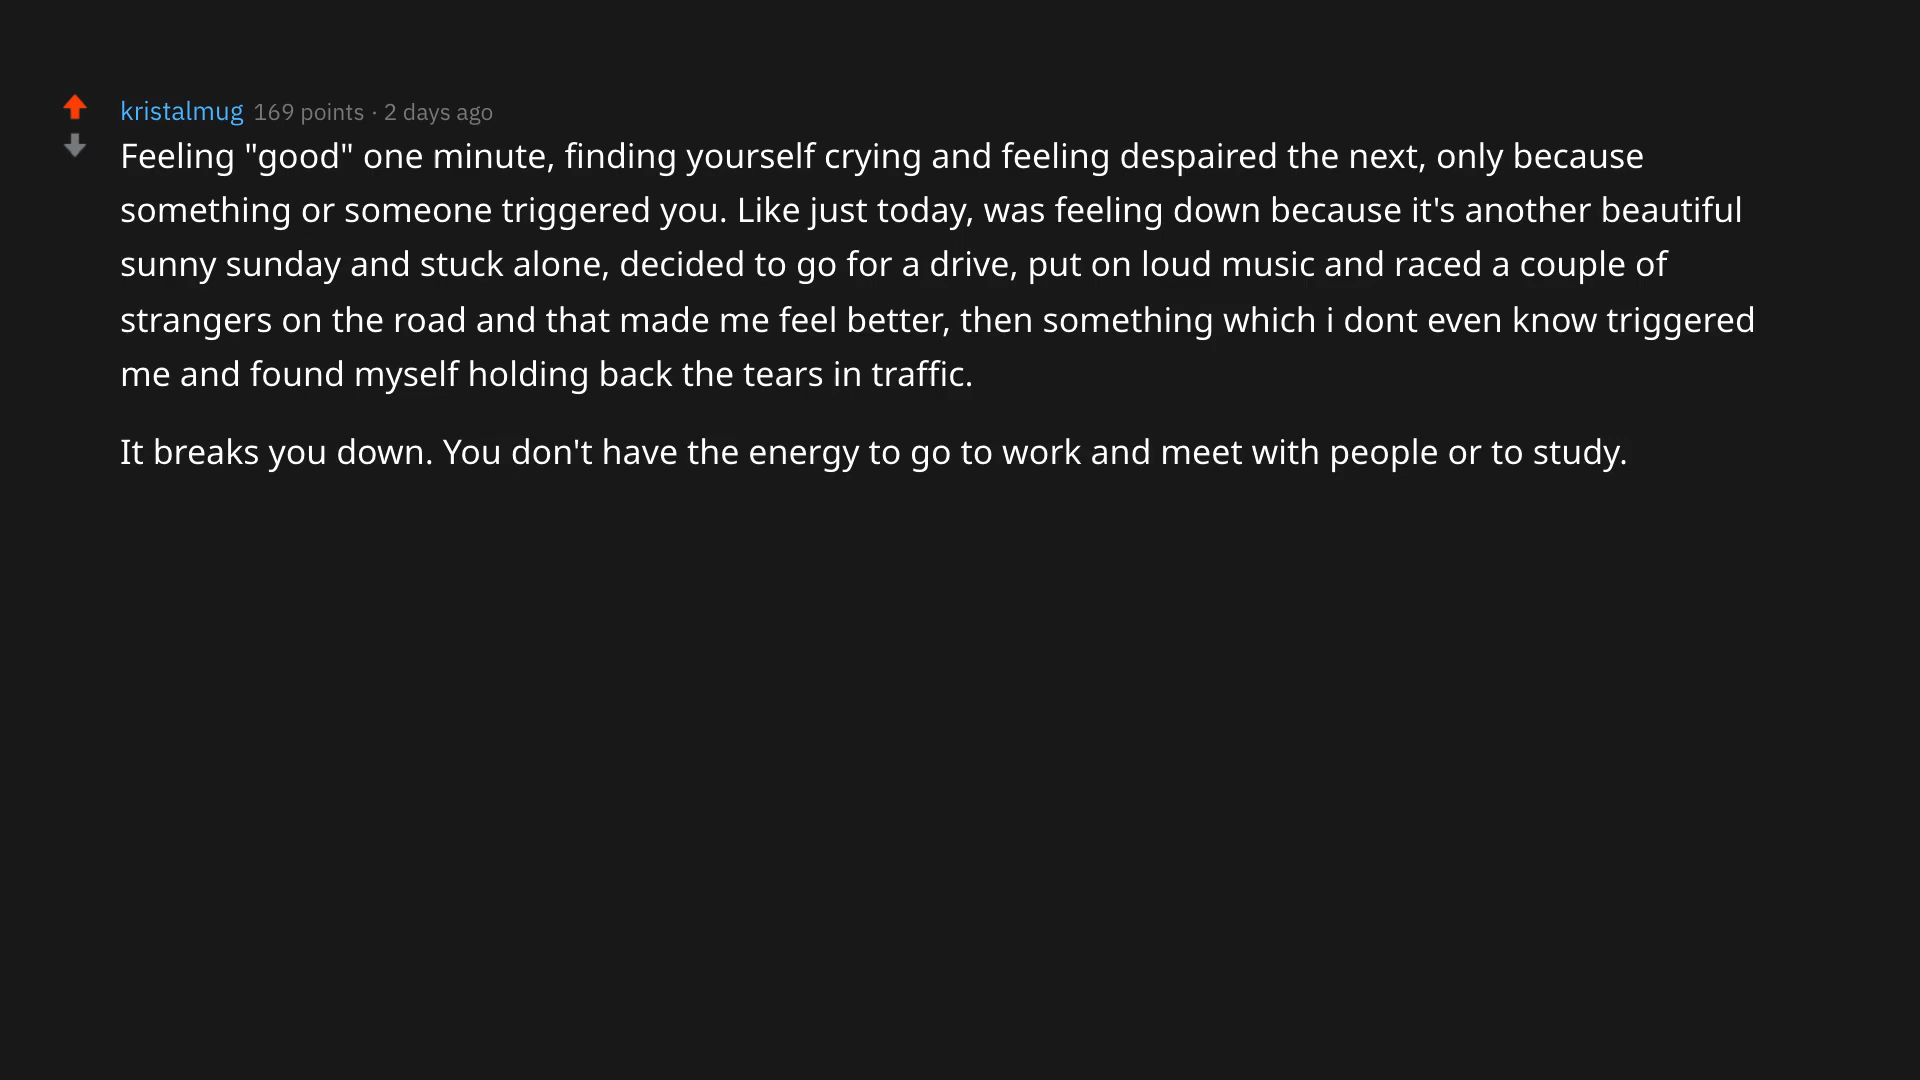 kristalmug 169 points · 2 days ago
Feeling "good" one minute, finding yourself crying and feeling despaired the next, only because
something or someone triggered you. Like just today, was feeling down because it's another beautiful
sunny sunday and stuck alone, decided to go for a drive, put on loud music and raced a couple of
strangers on the road and that made me feel better, then something which i dont even know triggered
me and found myself holding back the tears in traffic.
It breaks you down. You don't have the energy to go to work and meet with people or to study.